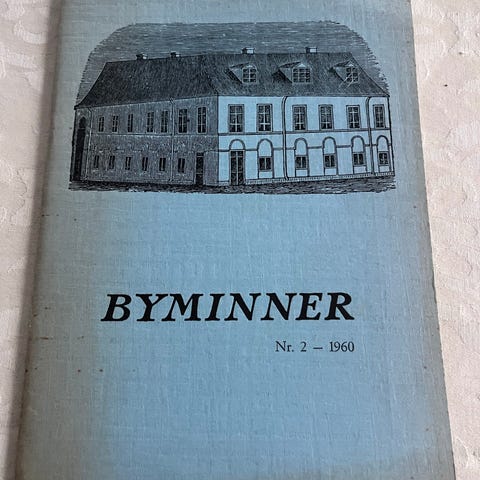 BYMINNER
Nr. 2 – 1960